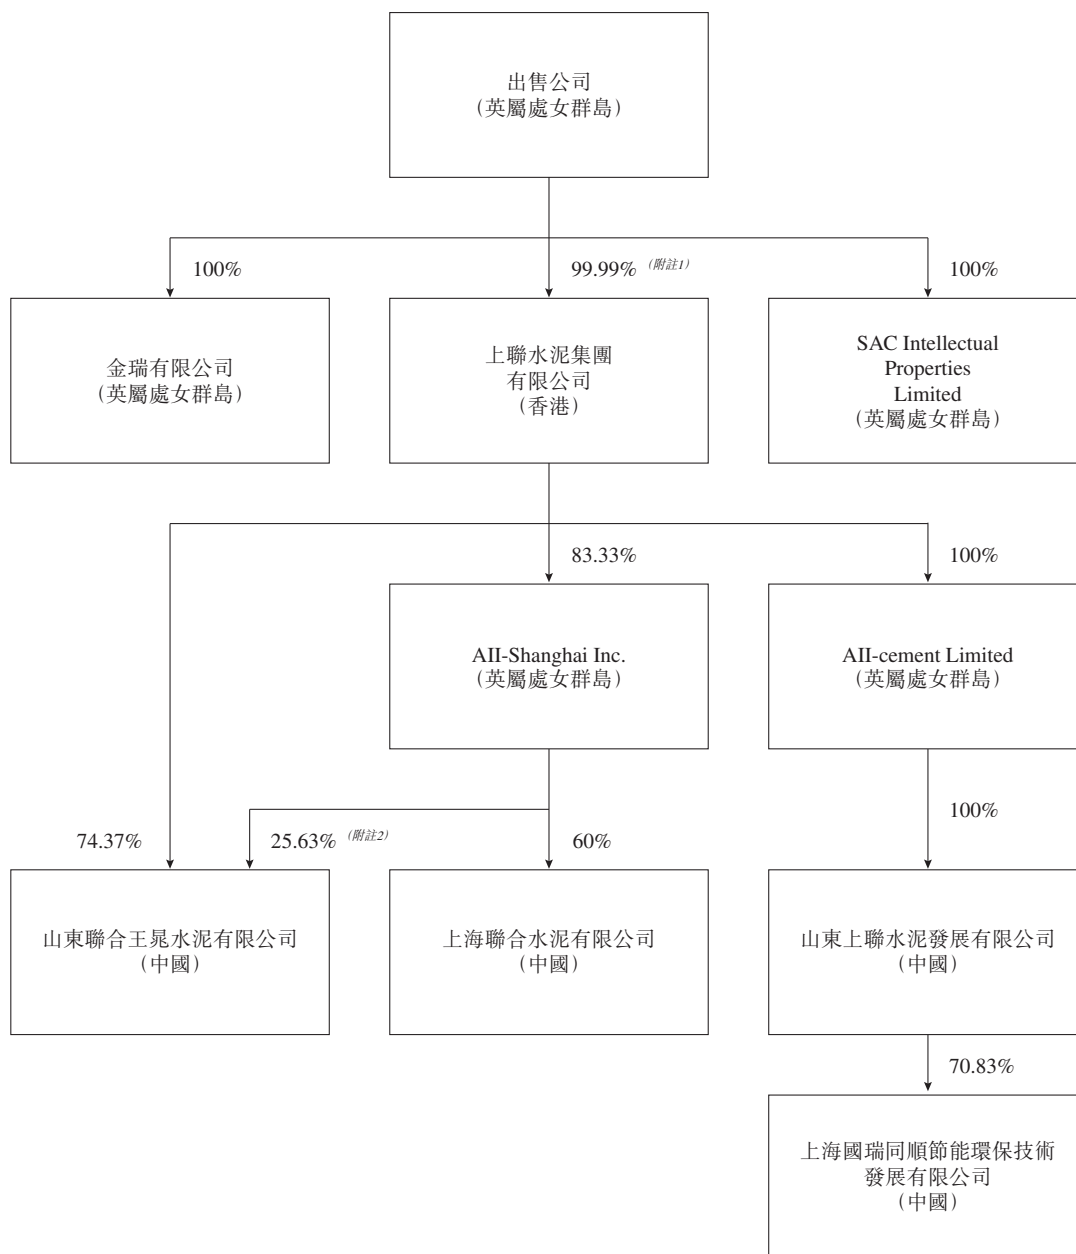 出售公司
（英屬處女群島）
100%
99.99% （附註1）
100%
金瑞有限公司
（英屬處女群島）
上聯水泥集團
有限公司
（香港）
SAC Intellectual
Properties
Limited
（英屬處女群島）
83.33%
100%
AII-Shanghai Inc.
（英屬處女群島）
AII-cement Limited
（英屬處女群島）
74.37%
25.63% （附註2）
60%
100%
山東聯合王晁水泥有限公司
（中國）
上海聯合水泥有限公司
（中國）
山東上聯水泥發展有限公司
（中國）
70.83%
上海國瑞同順節能環保技術
發展有限公司
（中國）